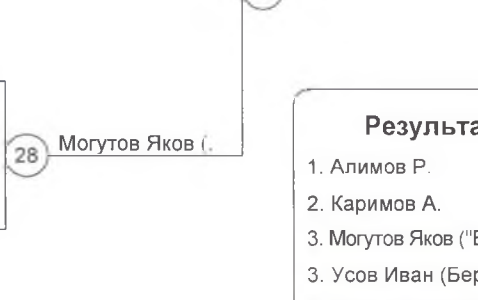 28
Могутов Яков (.
Результа
1. Алимов Р.
2. Каримов А.
3. Могутов Яков ("Б
3. Усов Иван (Бер